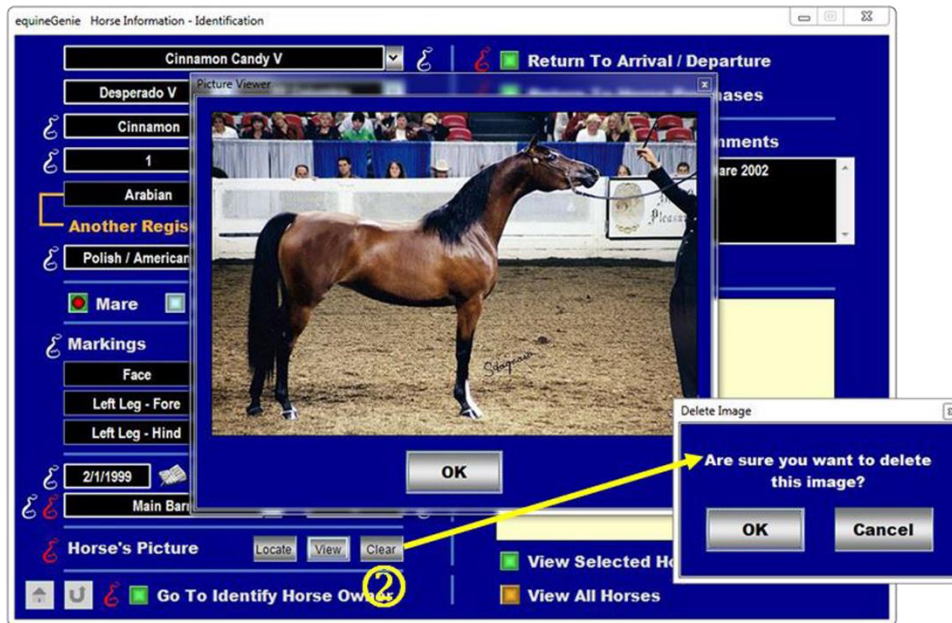 equineGenie Horse Information - Identification
Cinnamon Candy V
Return To Arrival / Departure
Picture Viewer
Desperado V
Cinnamon
1
are 2002
Arabian
Another Regis
Polish / American
Mare
Markings
Face
Left Leg - Fore
Left Leg - Hind
2/1/1999
Main Bar
OK
Delete Image
Are sure you want to delete
this image?
OK
Cancel
Horse's Picture
Locate
View
Clear
2
View Selected Ho
Go To Identify Horse Owner
View All Horses